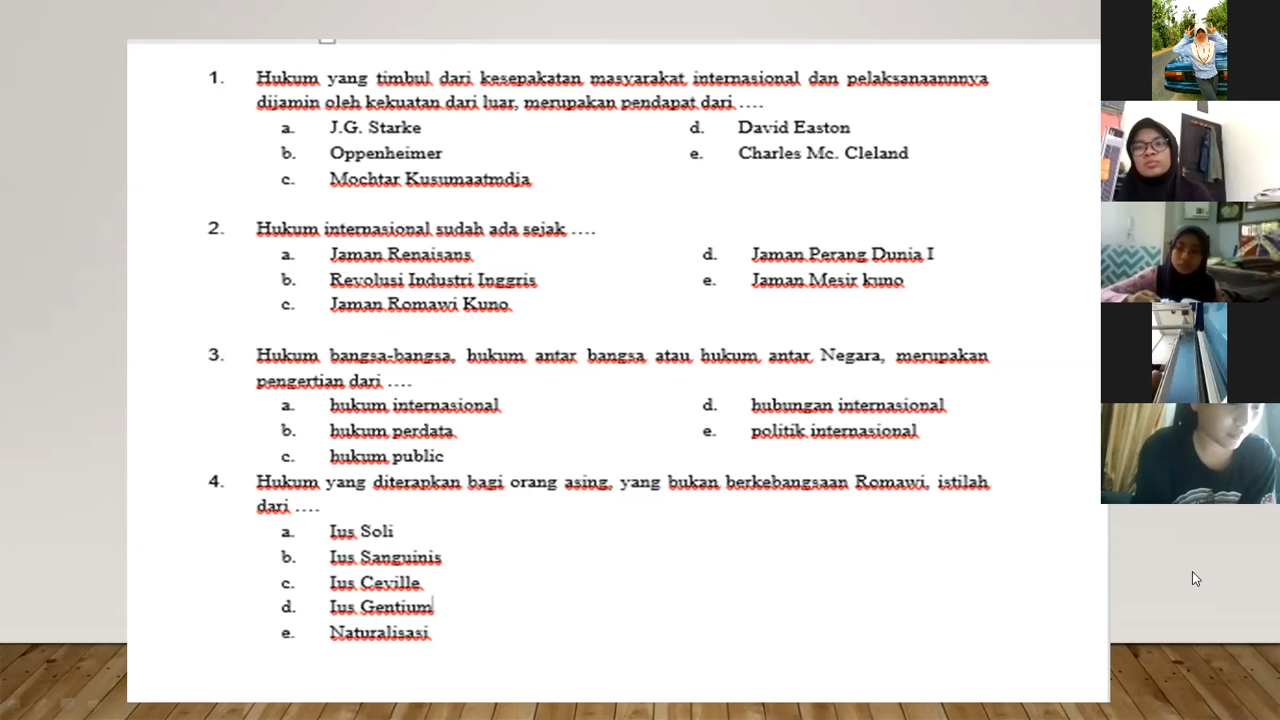 1. Hukum yang timbul dari kesepakatan masyarakat internasional dan pelaksanaannnya
dijamin oleh kekuatan dari luar, merupakan pendapat dari ....
a. J.G. Starke
b. Oppenheimer
c. Mochtar Kusumaatmdja
d. David Easton
e. Charles Mc. Cleland
2. Hukum internasional sudah ada sejak ....
a. Jaman Renaisans
b. Revolusi Industri Inggris
c. Jaman Romawi Kuno
d. Jaman Perang Dunia I
e. Jaman Mesir kuno
3. Hukum bangsa-bangsa, hukum antar bangsa atau hukum antar Negara, merupakan
pengertian dari ....
a. hukum internasional
b. hukum perdata
c. hukum public
d. hubungan internasional
e. politik internasional
4. Hukum yang diterapkan bagi orang asing, yang bukan berkebangsaan Romawi, istilah
dari ....
a. Ius Soli
b. Ius Sanguinis
c. Ius Ceville
d. Ius Gentium
e. Naturalisasi